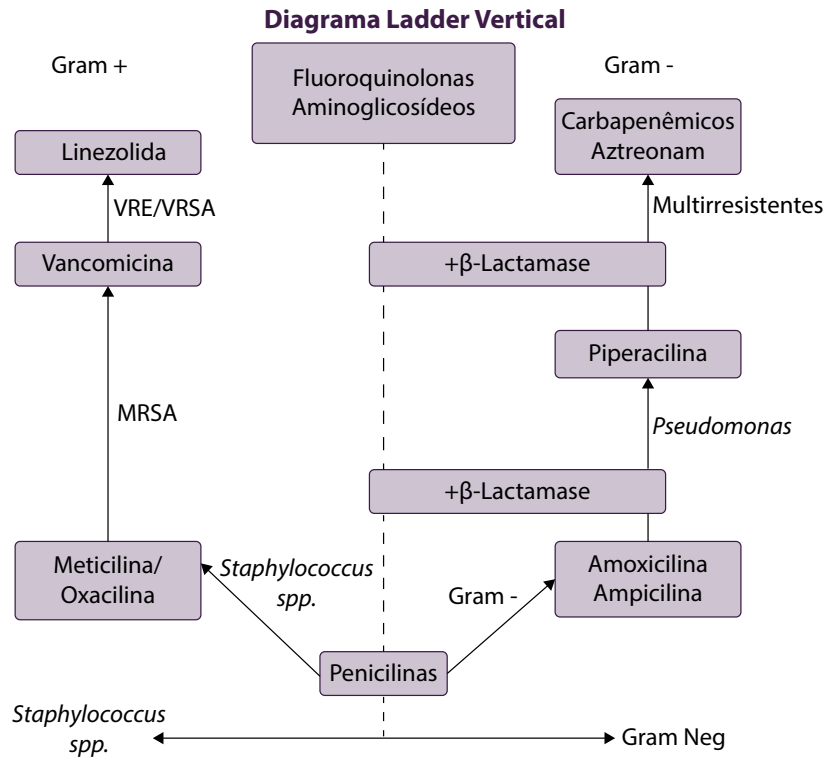 Diagrama Ladder Vertical
Gram +
Fluoroquinolonas
Aminoglicosídeos
Gram -
Linezolida
Carbapenêmicos
Aztreonam
VRE/VRSA
Multirresistentes
Vancomicina
+β-Lactamase
Piperacilina
MRSA
Pseudomonas
+β-Lactamase
Meticilina/
Oxacilina
Staphylococcus
spp.
Gram -
Amoxicilina
Ampicilina
Penicilinas
Staphylococcus
spp.
Gram Neg